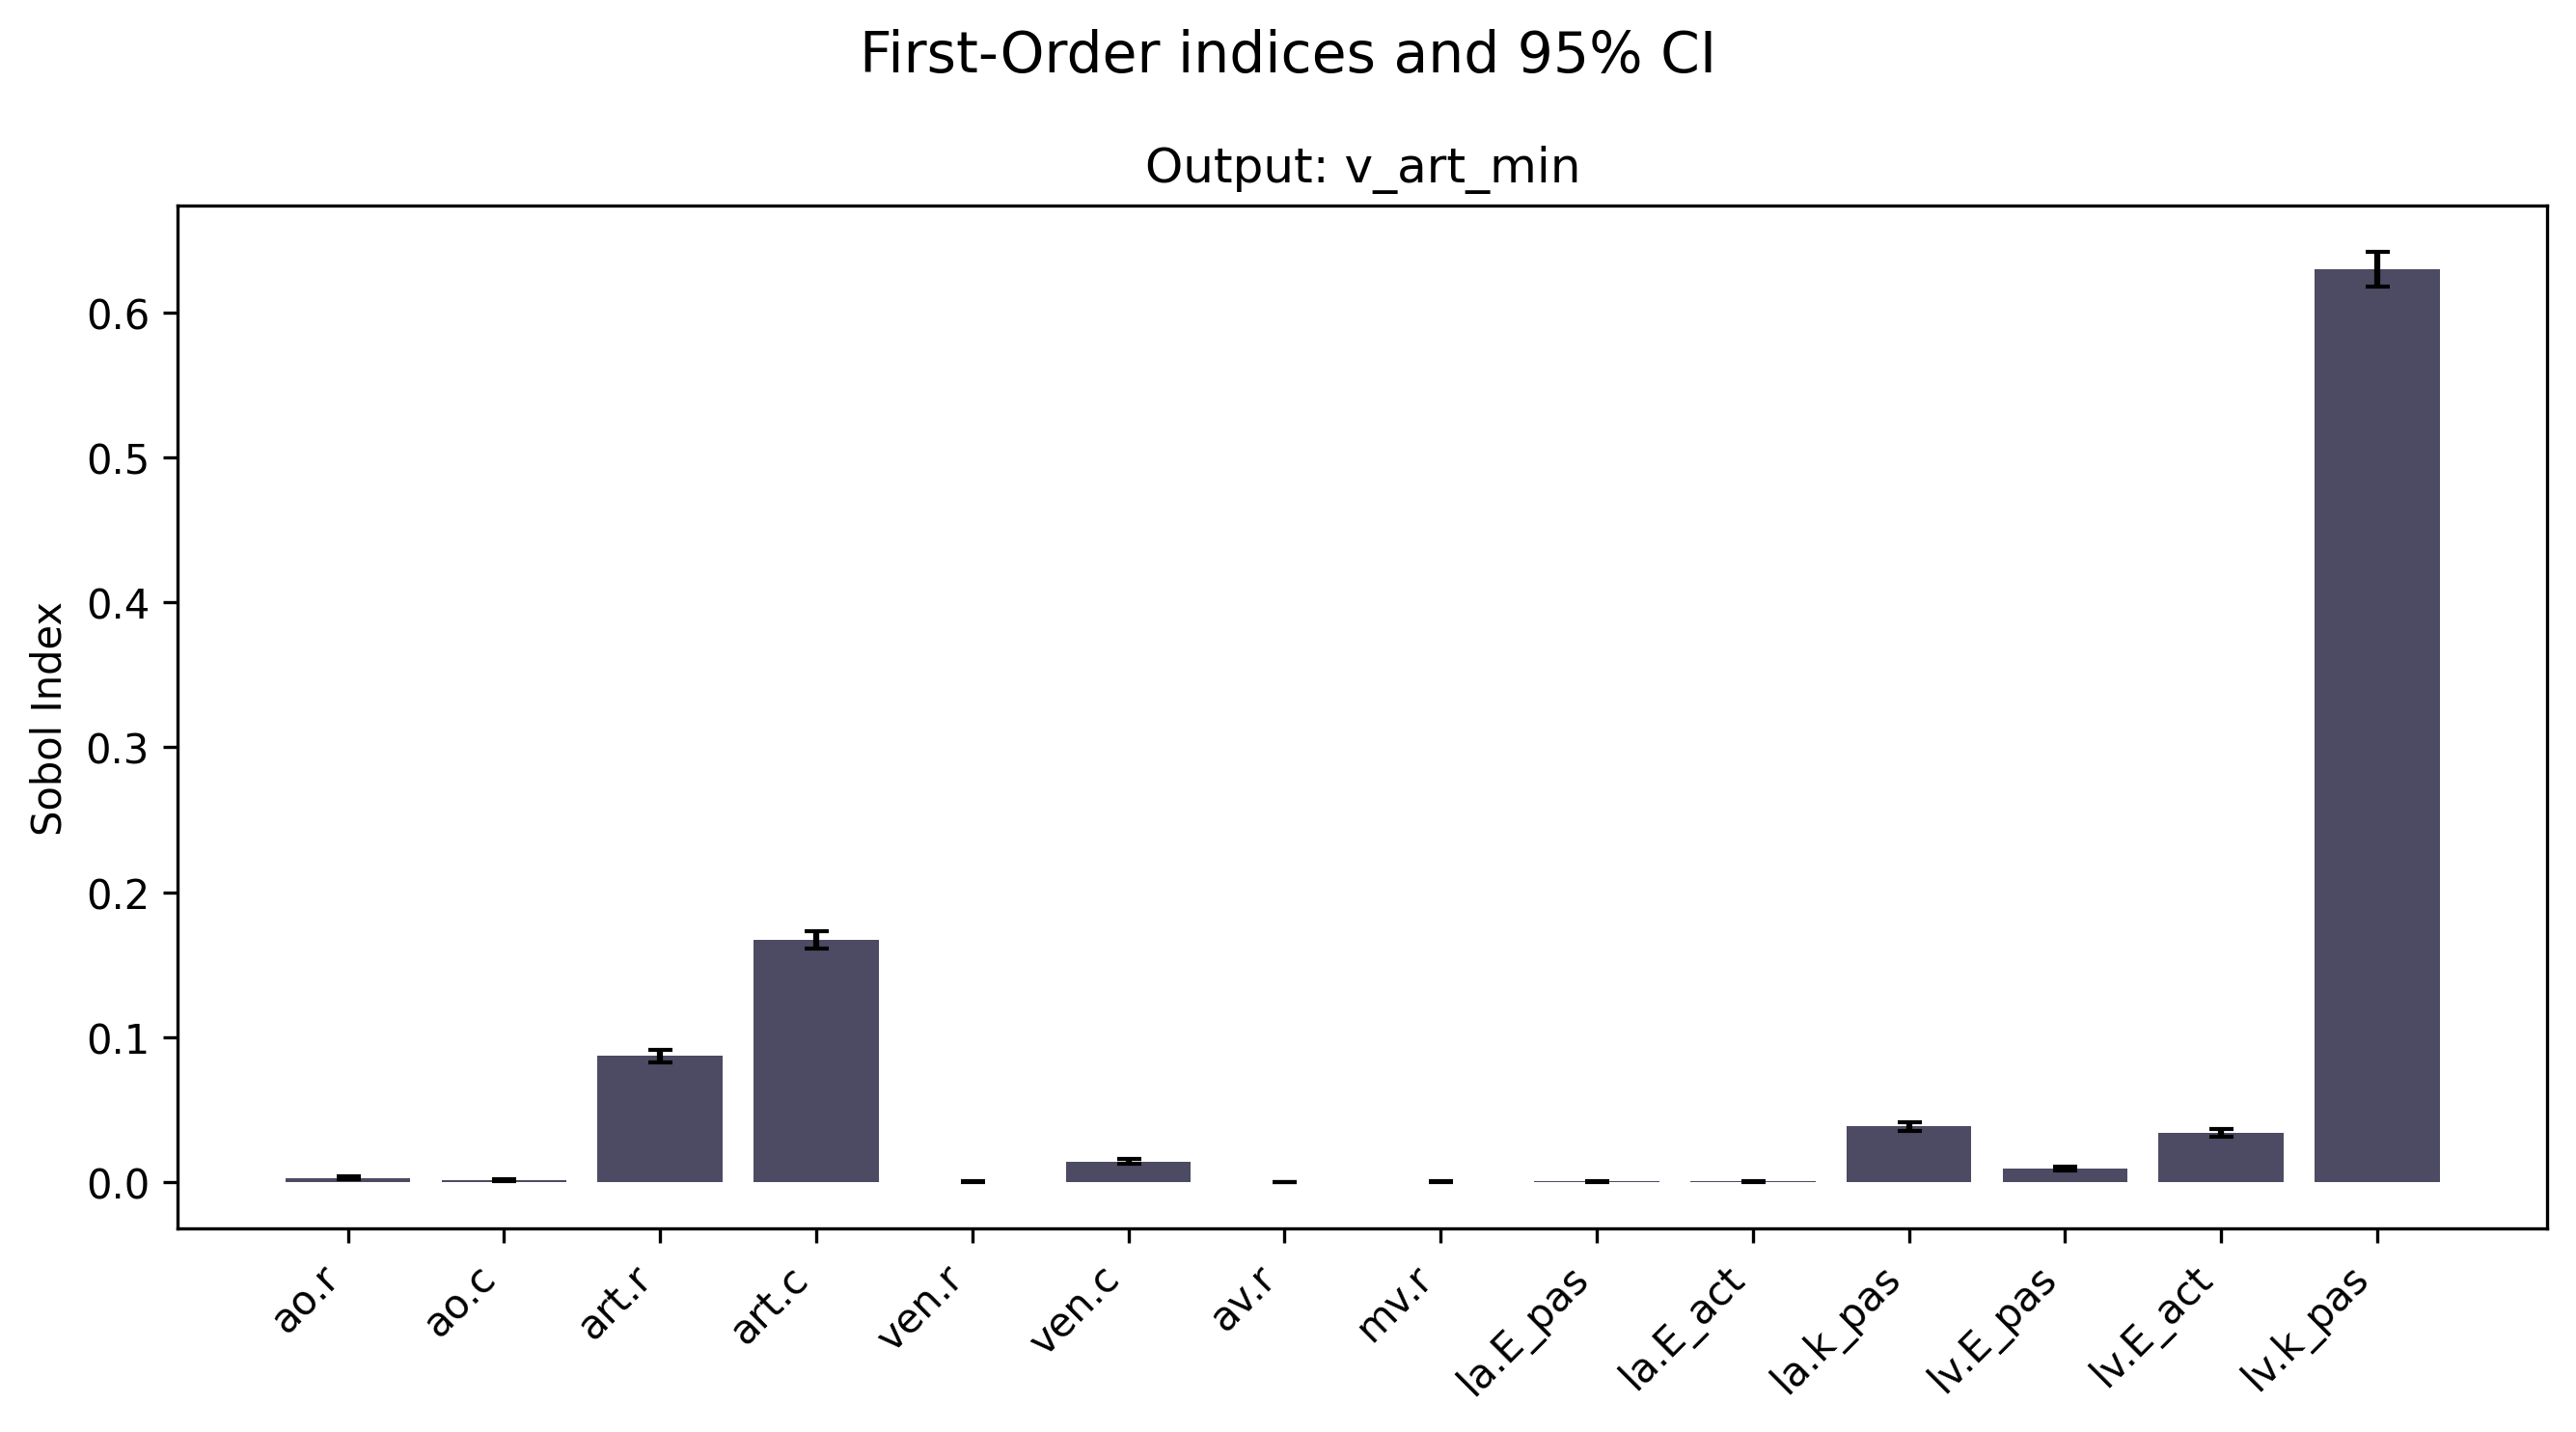 First-Order indices and 95% CI
Output: v_art_min
Sobol Index
0.6
0.5
0.4
0.3
0.2
0.1
0.0
ao.r
ao.c
art.r
art.c
ven.r
ven.c
av.r
mv.r
la.E_pas
la.E_act
la.k_pas
lv.E_pas
lv.E_act
lv.k_pas